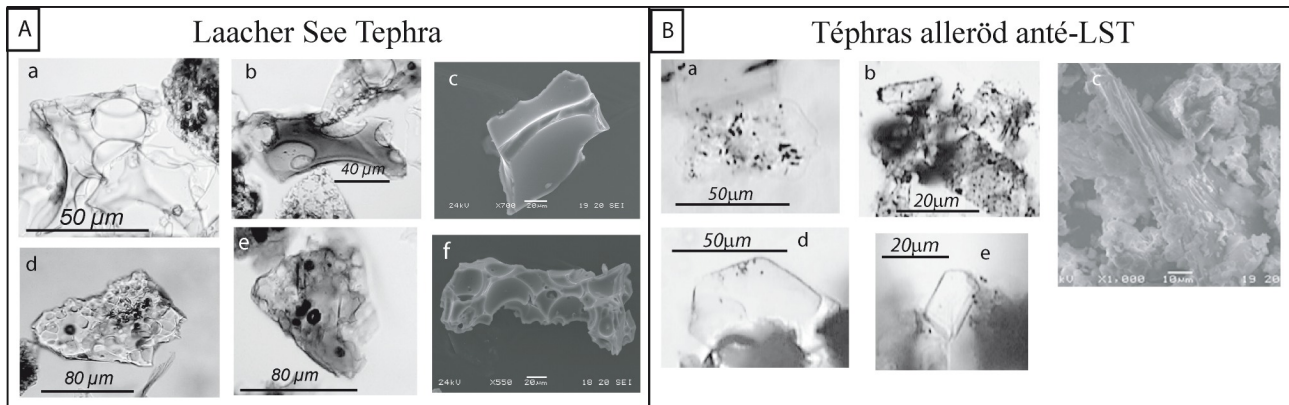 A
Laacher See Tephra
a
50 µm
b
40 µm
c
24kV X700 20µm 19 20 SEI
d
80 µm
e
80 µm
f
24kV X550 20µm 18 20 SEI
B
Téphras alleröd anté-LST
a
50µm
b
20µm
c
kV X1,000 10µm 19 20
50µm
d
20µm
e